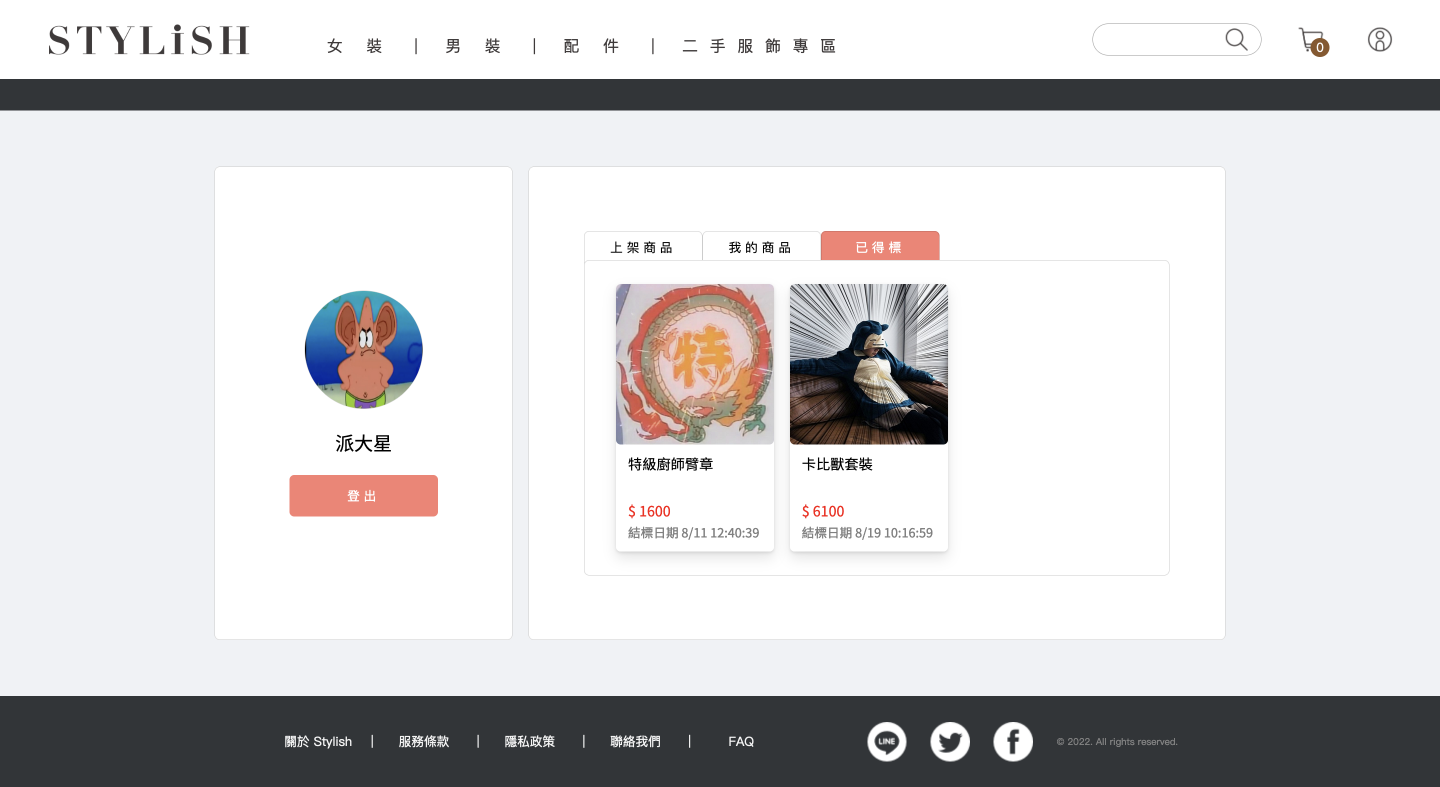 STYLiSH
女裝 | 男裝 | 配件 | 二手服飾專區
0
上架商品 我的商品 已得標
特
派大星
登出
特級廚師臂章 卡比獸套裝
$ 1600 $ 6100
結標日期 8/11 12:40:39 結標日期 8/19 10:16:59
關於 Stylish | 服務條款 | 隱私政策 | 聯絡我們 | FAQ
LINE
© 2022. All rights reserved.